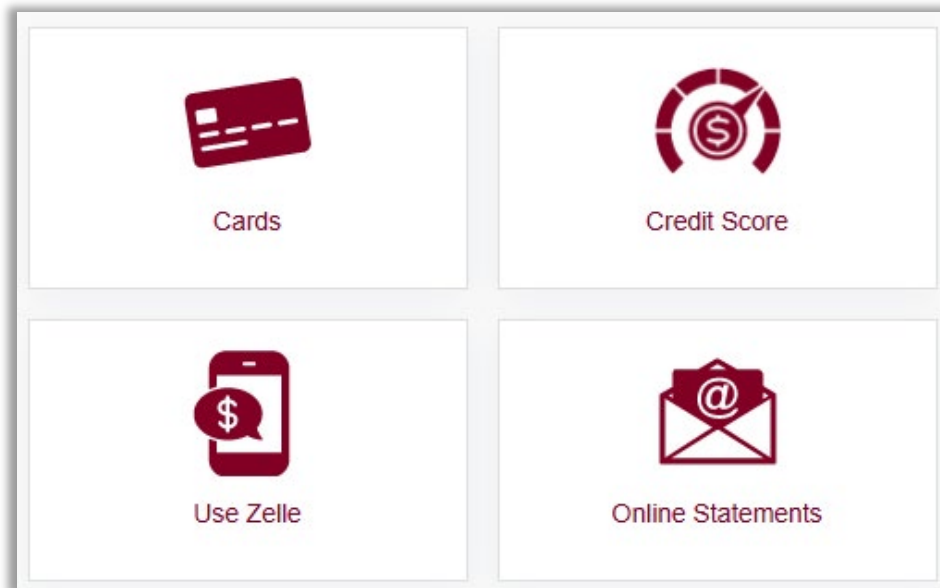 Cards
$
Credit Score
$
Use Zelle
@
Online Statements